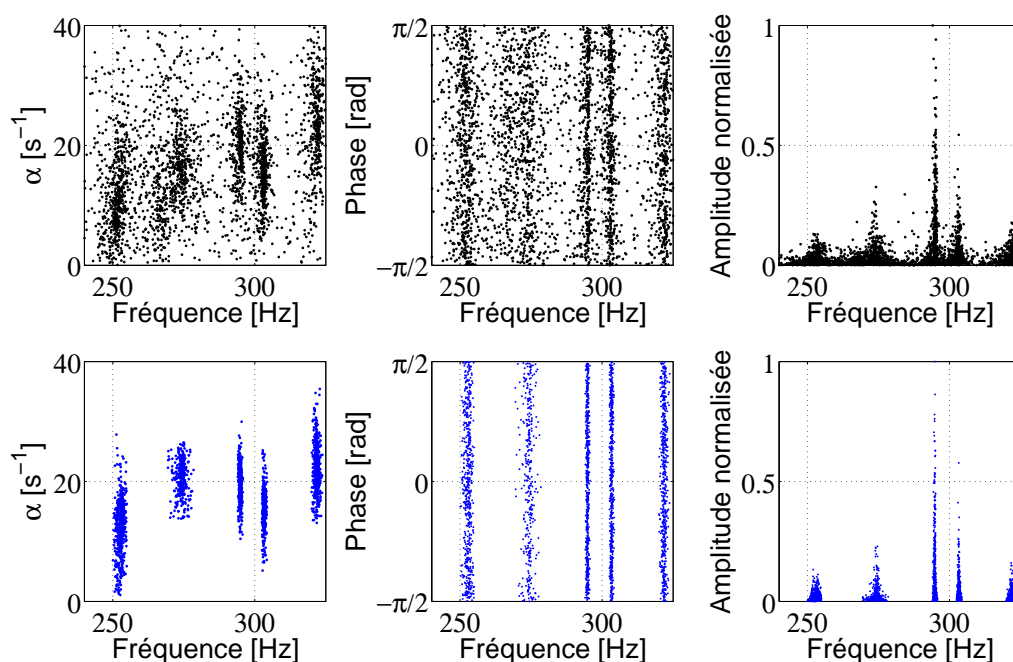 40
20
0
α [s⁻¹]
250
300
Fréquence [Hz]
π/2
0
−π/2
Phase [rad]
250
300
Fréquence [Hz]
1
0.5
0
Amplitude normalisée
250
300
Fréquence [Hz]
40
20
0
α [s⁻¹]
250
300
Fréquence [Hz]
π/2
0
−π/2
Phase [rad]
250
300
Fréquence [Hz]
1
0.5
0
Amplitude normalisée
250
300
Fréquence [Hz]